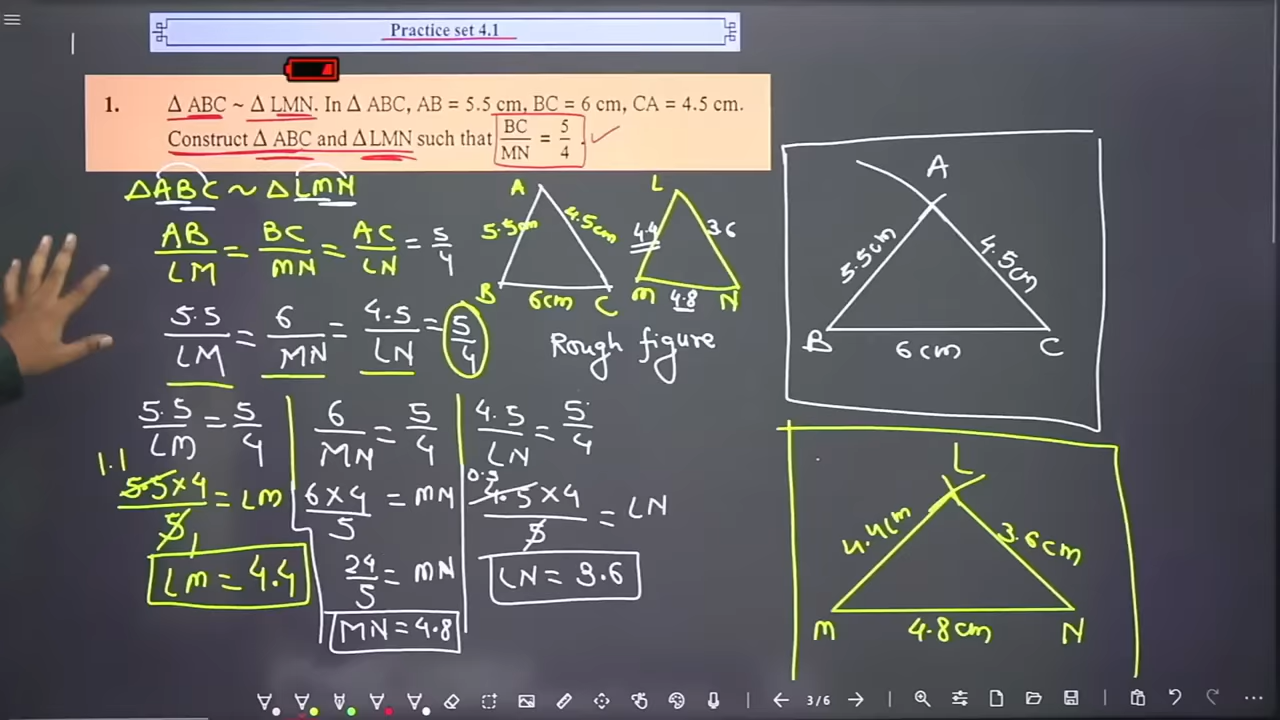 Practice set 4.1
1. Δ ABC ~ Δ LMN. In Δ ABC, AB = 5.5 cm, BC = 6 cm, CA = 4.5 cm.
Construct Δ ABC and Δ LMN such that BC/MN = 5/4 .
ΔABC ~ Δ LMN
AB/LM = BC/MN = AC/LN = 5/4
5.5/LM = 6/MN = 4.5/LN = 5/4
A
5.5cm 4.5cm
B 6cm C
L
4.4 3.6
M 4.8 N
Rough figure
5.5/LM = 5/4
1.1
5.5×4/5 = LM
1
LM = 4.4
6/MN = 5/4
6×4/5 = MN
24/5 = MN
MN = 4.8
4.5/LN = 5/4
0.9
4.5×4/5 = LN
LN = 3.6
A
5.5cm 4.5cm
B 6cm C
L
4.4cm 3.6cm
M 4.8cm N
3/6